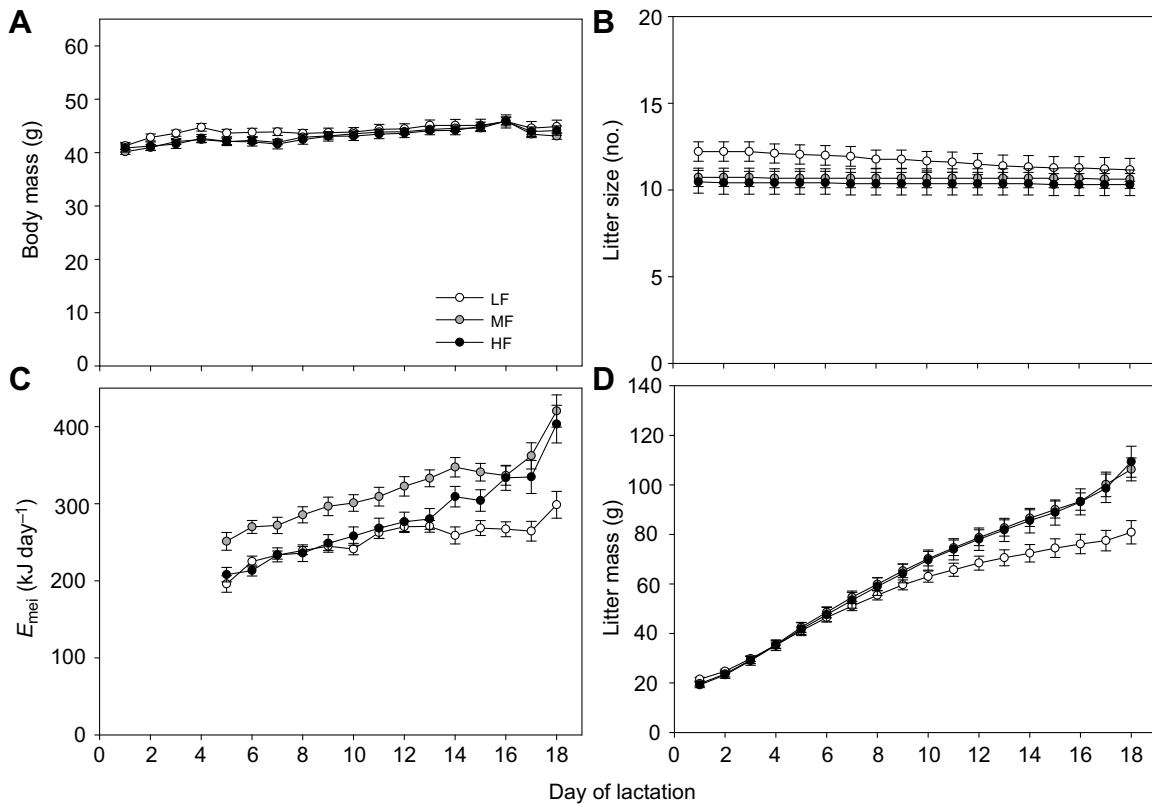 A
60
50
40
30
20
10
0
Body mass (g)
LF
MF
HF
B
20
15
10
5
0
Litter size (no.)
C
400
300
200
100
0
E_mei (kJ day⁻¹)
0 2 4 6 8 10 12 14 16 18
D
140
120
100
80
60
40
20
0
Litter mass (g)
0 2 4 6 8 10 12 14 16 18
Day of lactation